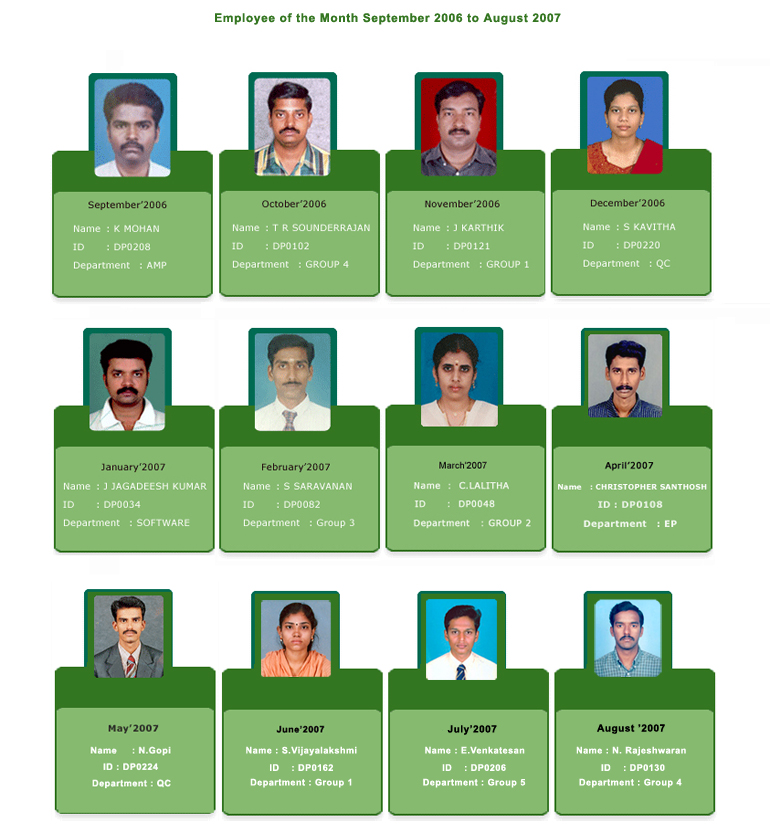 Employee of the Month September 2006 to August 2007
September'2006
Name : K MOHAN
ID : DP0208
Department : AMP
October'2006
Name : T R SOUNDERRAJAN
ID : DP0102
Department : GROUP 4
November'2006
Name : J KARTHIK
ID : DP0121
Department : GROUP 1
December'2006
Name : S KAVITHA
ID : DP0220
Department : QC
January'2007
Name : J JAGADEESH KUMAR
ID : DP0034
Department : SOFTWARE
February'2007
Name : S SARAVANAN
ID : DP0082
Department : Group 3
March'2007
Name : C.LALITHA
ID : DP0048
Department : GROUP 2
April'2007
Name : CHRISTOPHER SANTHOSH
ID : DP0108
Department : EP
May'2007
Name : N.Gopi
ID : DP0224
Department : QC
June'2007
Name : S.Vijayalakshmi
ID : DP0162
Department : Group 1
July'2007
Name : E.Venkatesan
ID : DP0206
Department : Group 5
August '2007
Name : N. Rajeshwaran
ID : DP0130
Department : Group 4